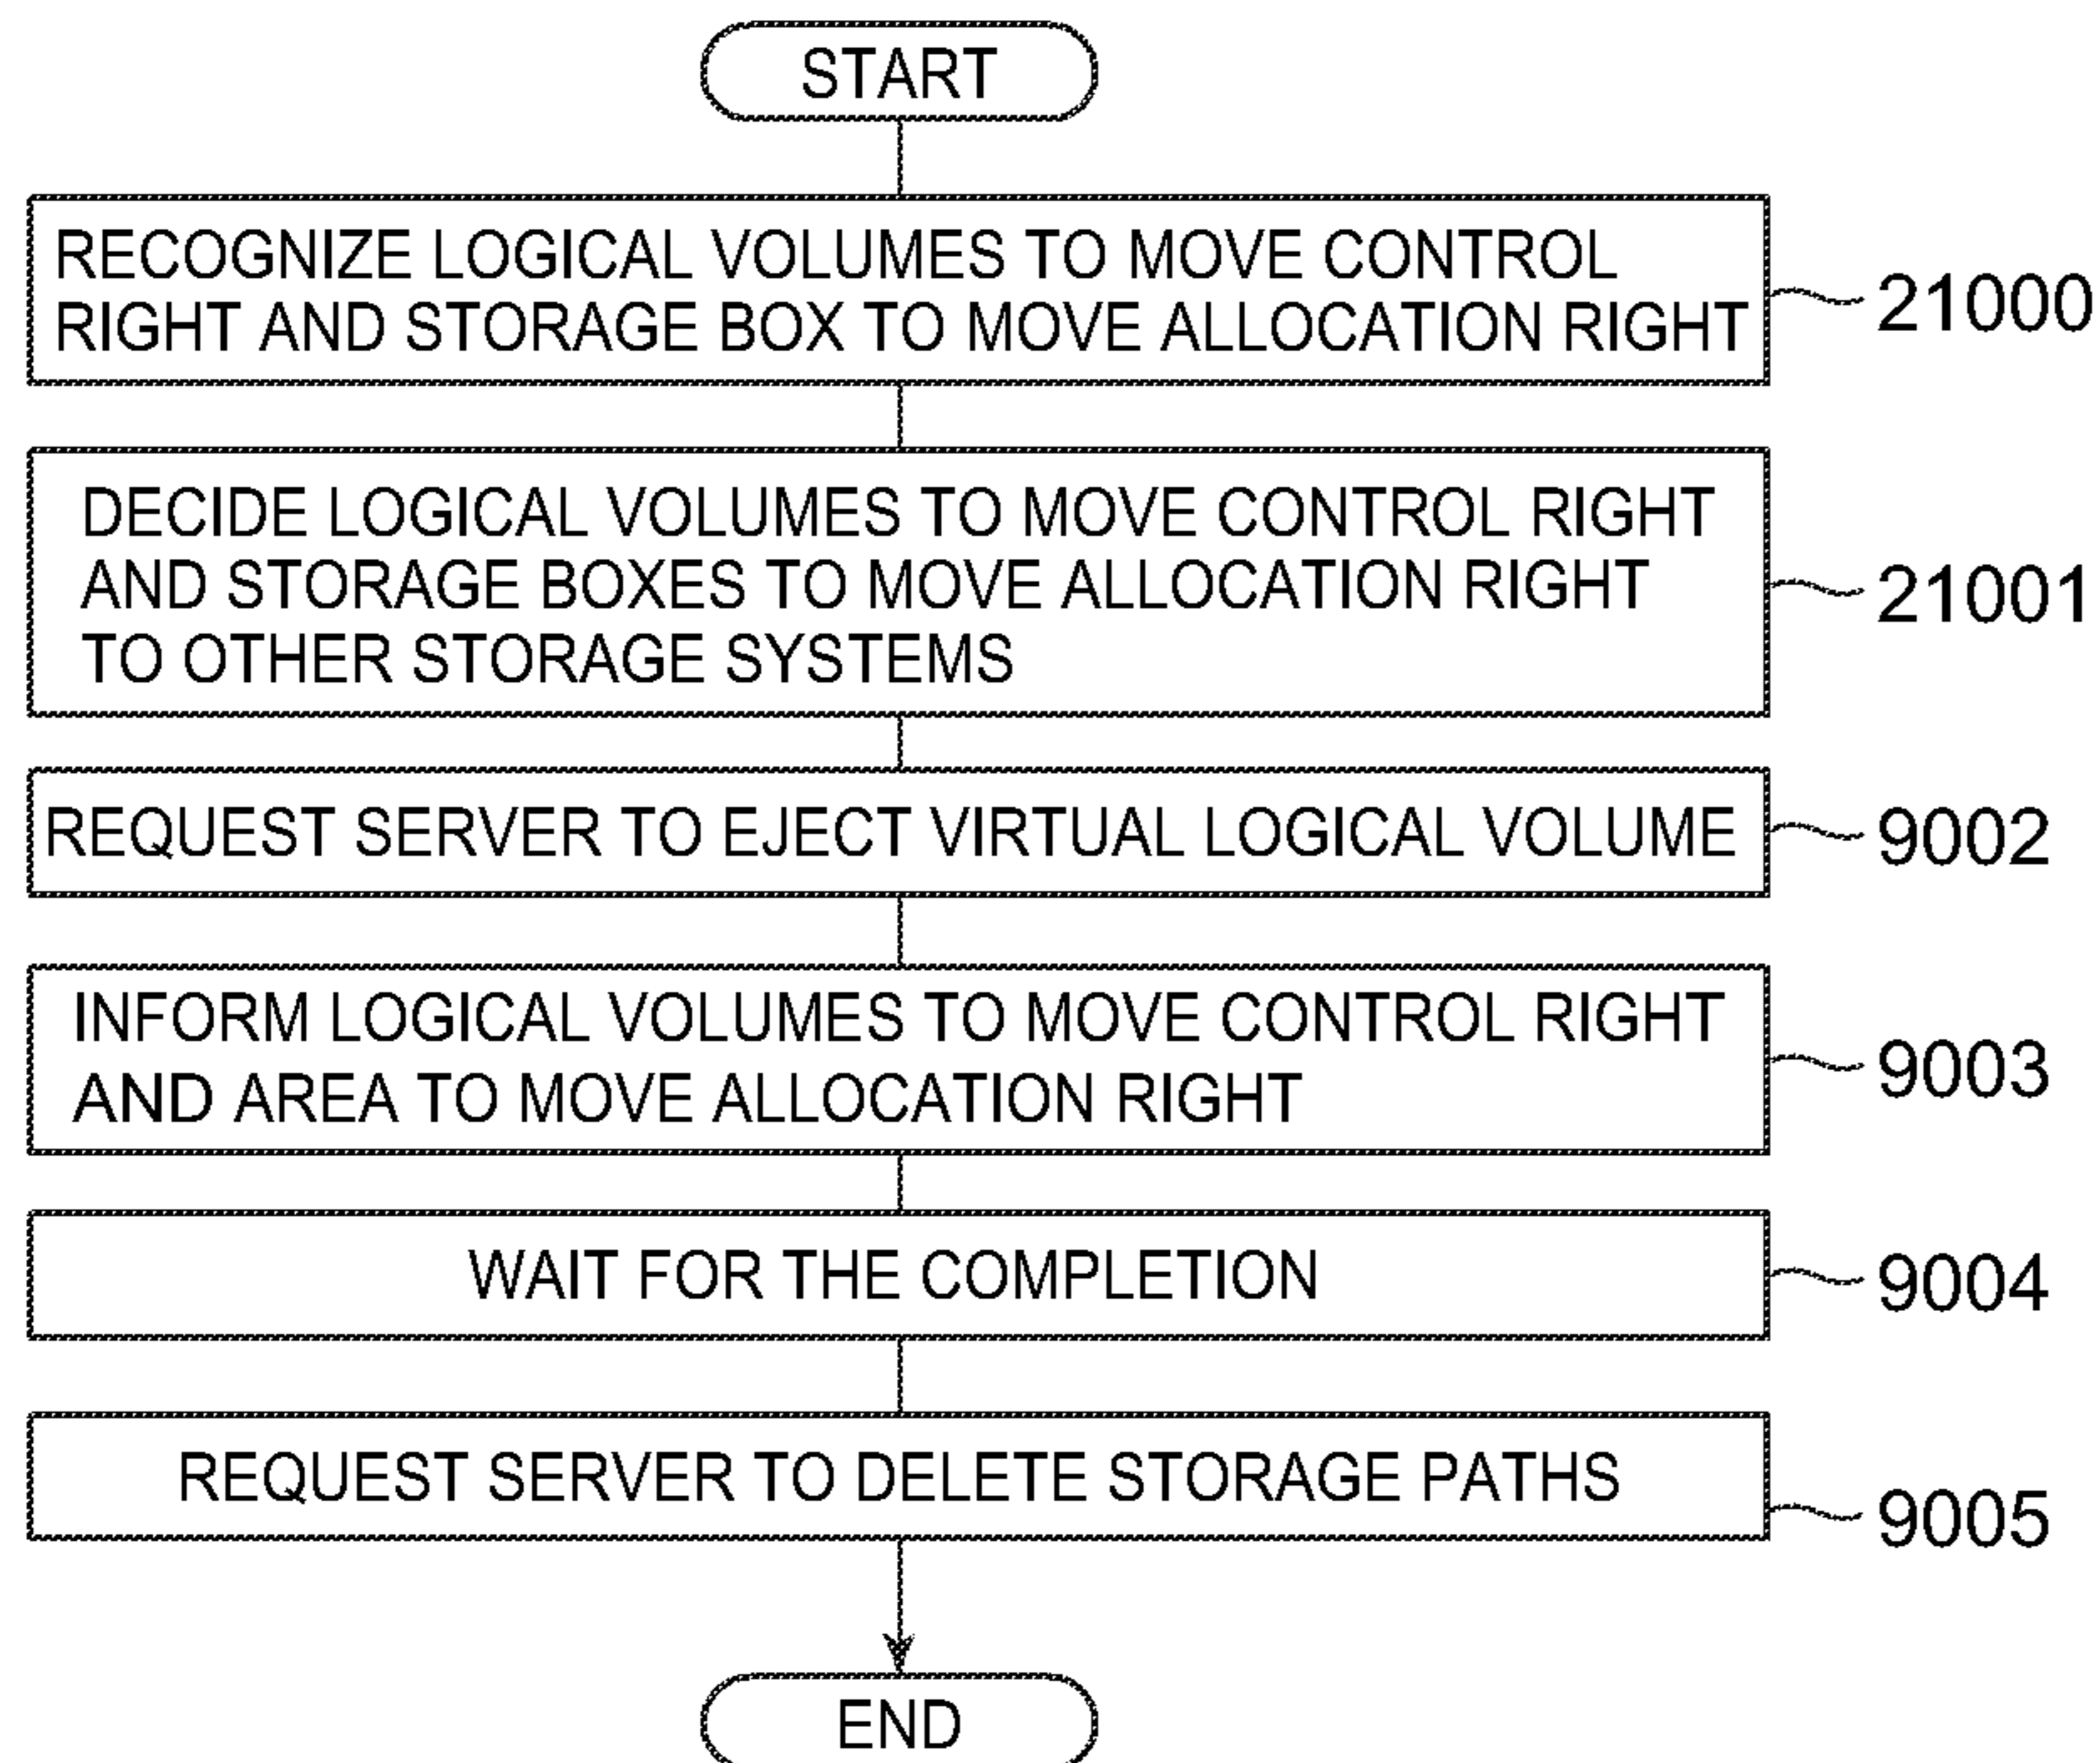 START
RECOGNIZE LOGICAL VOLUMES TO MOVE CONTROL
RIGHT AND STORAGE BOX TO MOVE ALLOCATION RIGHT
21000
DECIDE LOGICAL VOLUMES TO MOVE CONTROL RIGHT
AND STORAGE BOXES TO MOVE ALLOCATION RIGHT
TO OTHER STORAGE SYSTEMS
21001
REQUEST SERVER TO EJECT VIRTUAL LOGICAL VOLUME
9002
INFORM LOGICAL VOLUMES TO MOVE CONTROL RIGHT
AND AREA TO MOVE ALLOCATION RIGHT
9003
WAIT FOR THE COMPLETION
9004
REQUEST SERVER TO DELETE STORAGE PATHS
9005
END